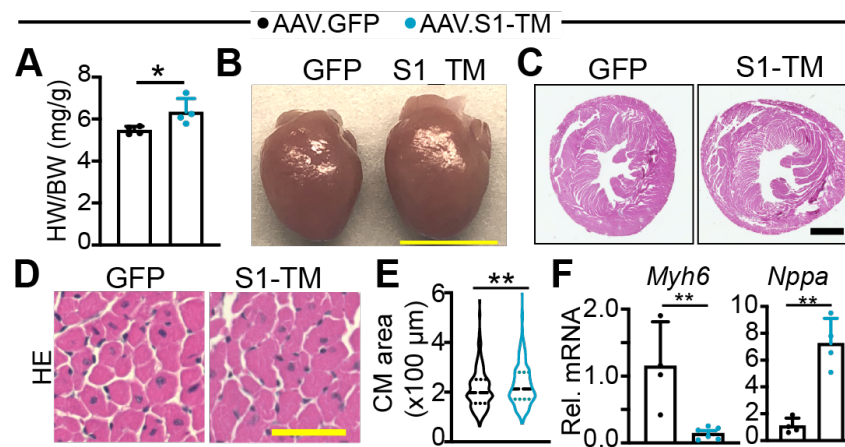 AAV.GFP AAV.S1-TM
A
HW/BW (mg/g)
8
6
4
2
0
*
B
GFP S1_TM
C
GFP S1-TM
D
GFP S1-TM
HE
E
CM area
(x100 μm)
6
4
2
0
**
F
Myh6 Nppa
Rel. mRNA
2.0
1.0
0
**
10
8
6
4
2
0
**